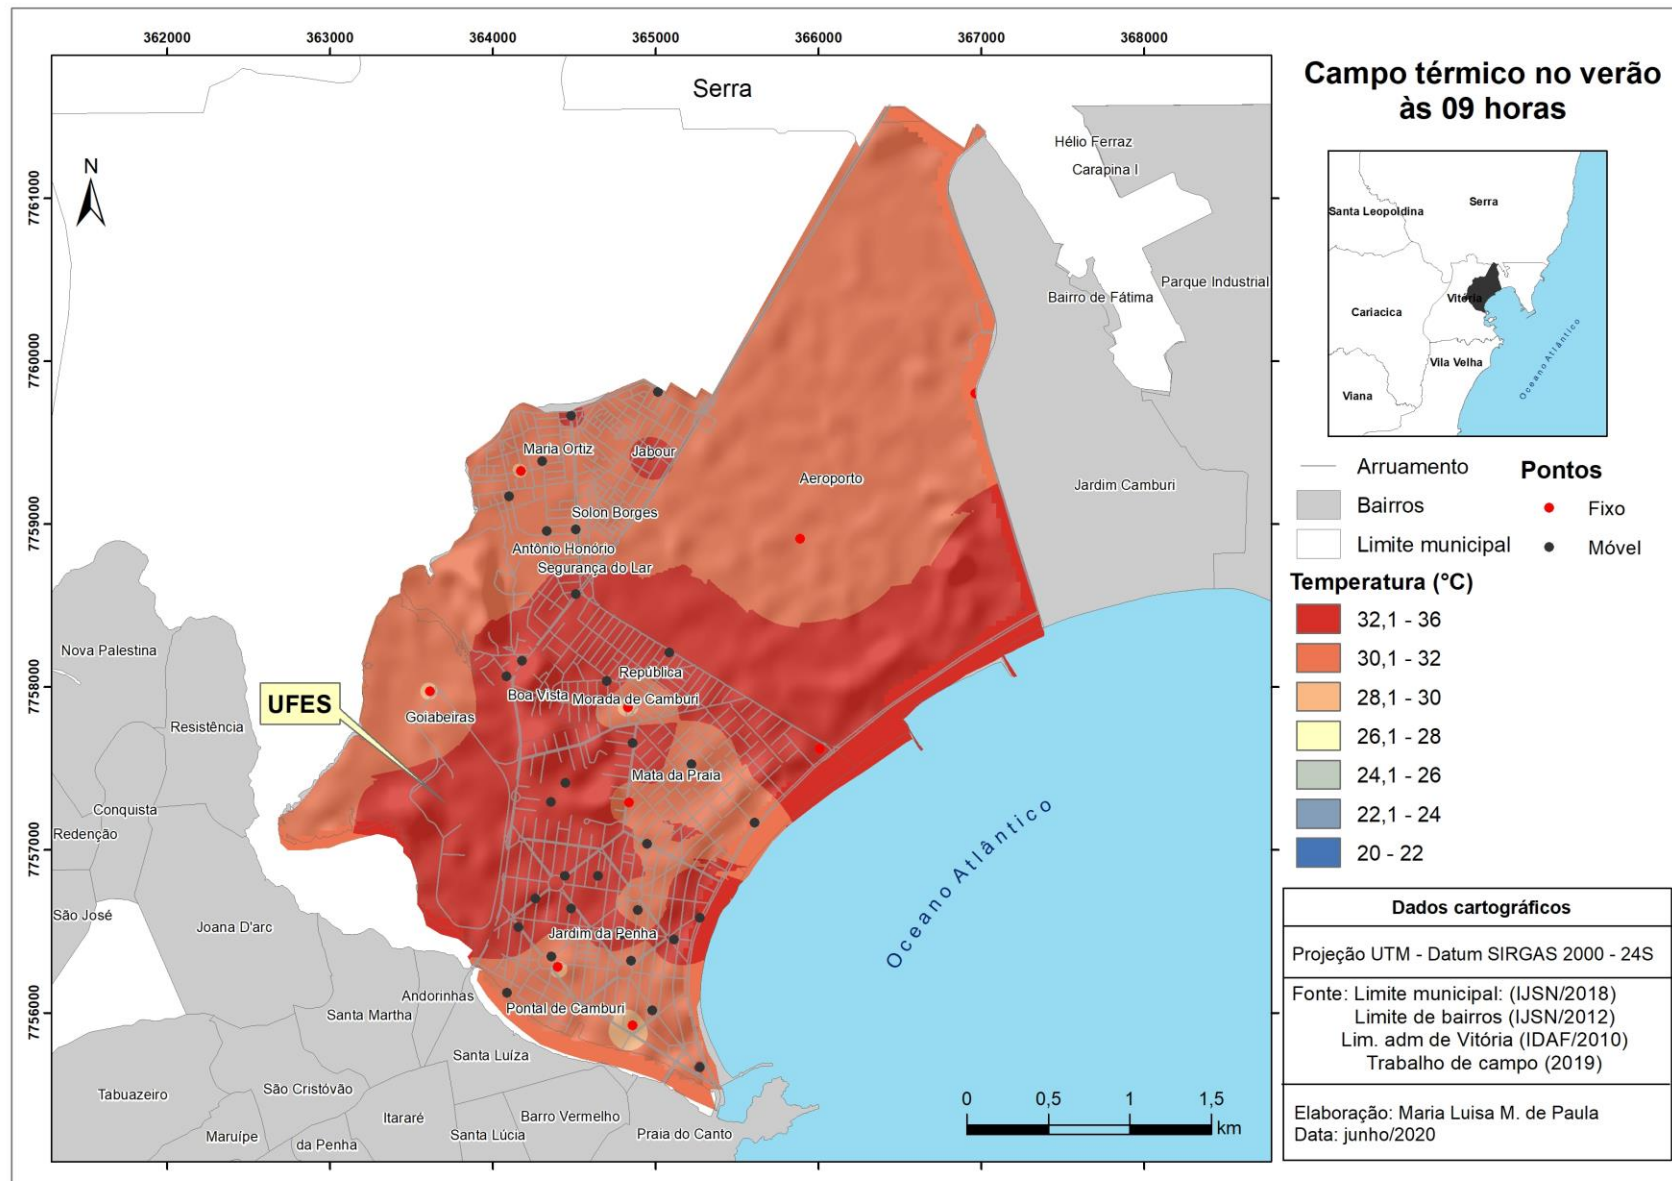 Campo térmico no verão
às 09 horas
362000
363000
364000
365000
366000
367000
368000
7761000
7760000
7759000
7758000
7757000
7756000
N
Serra
Hélio Ferraz
Carapina I
Parque Industrial
Bairro de Fátima
Jardim Camburi
Aeroporto
Maria Ortiz
Jabour
Solon Borges
Antônio Honório
Segurança do Lar
República
Boa Vista
Morada de Camburi
Goiabeiras
UFES
Mata da Praia
Jardim da Penha
Pontal de Camburi
Nova Palestina
Resistência
Conquista
Redenção
São José
Joana D'arc
Andorinhas
Santa Martha
Santa Luíza
Tabuazeiro
São Cristóvão
Itararé
Barro Vermelho
Maruípe
da Penha
Santa Lúcia
Praia do Canto
Oceano Atlântico
0
0,5
1
1,5
km
Santa Leopoldina
Serra
Cariacica
Vitória
Vila Velha
Viana
Oceano Atlântico
Arruamento
Bairros
Limite municipal
Pontos
Fixo
Móvel
Temperatura (°C)
32,1 - 36
30,1 - 32
28,1 - 30
26,1 - 28
24,1 - 26
22,1 - 24
20 - 22
Dados cartográficos
Projeção UTM - Datum SIRGAS 2000 - 24S
Fonte: Limite municipal: (IJSN/2018)
Limite de bairros (IJSN/2012)
Lim. adm de Vitória (IDAF/2010)
Trabalho de campo (2019)
Elaboração: Maria Luisa M. de Paula
Data: junho/2020